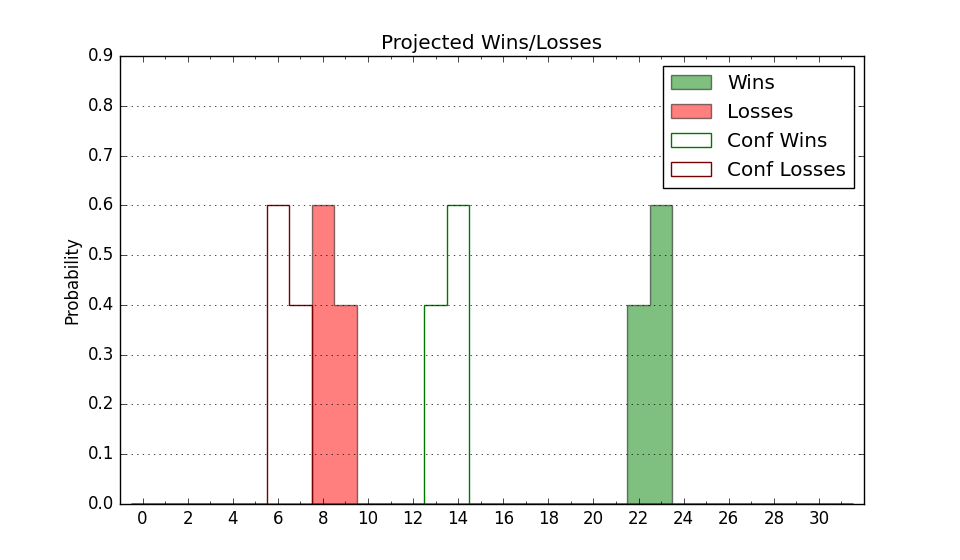 Projected Wins/Losses
0.9
0.8
0.7
0.6
0.5
0.4
0.3
0.2
0.1
0.0
Probability
Wins
Losses
Conf Wins
Conf Losses
0 2 4 6 8 10 12 14 16 18 20 22 24 26 28 30